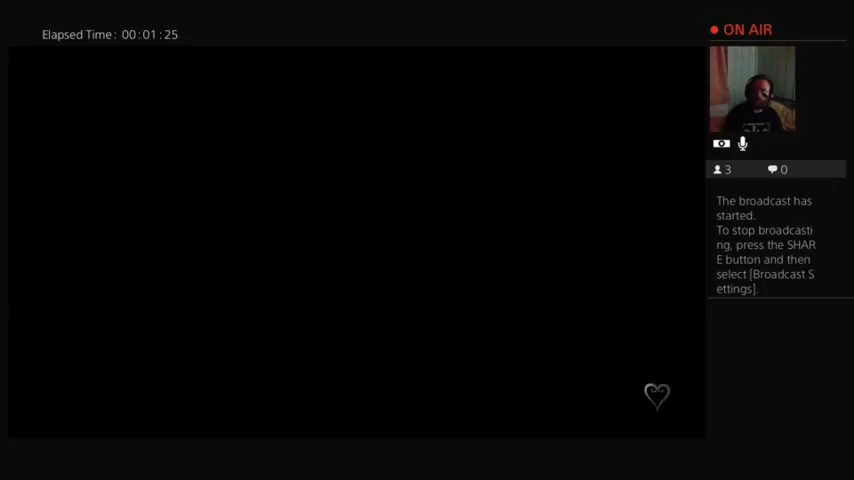 Elapsed Time: 00:01:25
ON AIR
3 0
The broadcast has
started.
To stop broadcasti
ng, press the SHAR
E button and then
select [Broadcast S
ettings].